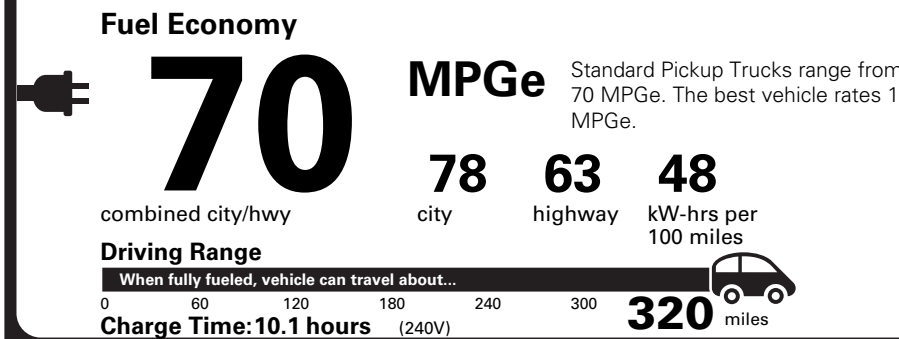 Fuel Economy
70
MPGe
Standard Pickup Trucks range from
70 MPGe. The best vehicle rates 1
MPGe.
combined city/hwy
78 63 48
city highway kW-hrs per
100 miles
Driving Range
When fully fueled, vehicle can travel about...
0 60 120 180 240 300 320 miles
Charge Time: 10.1 hours (240V)